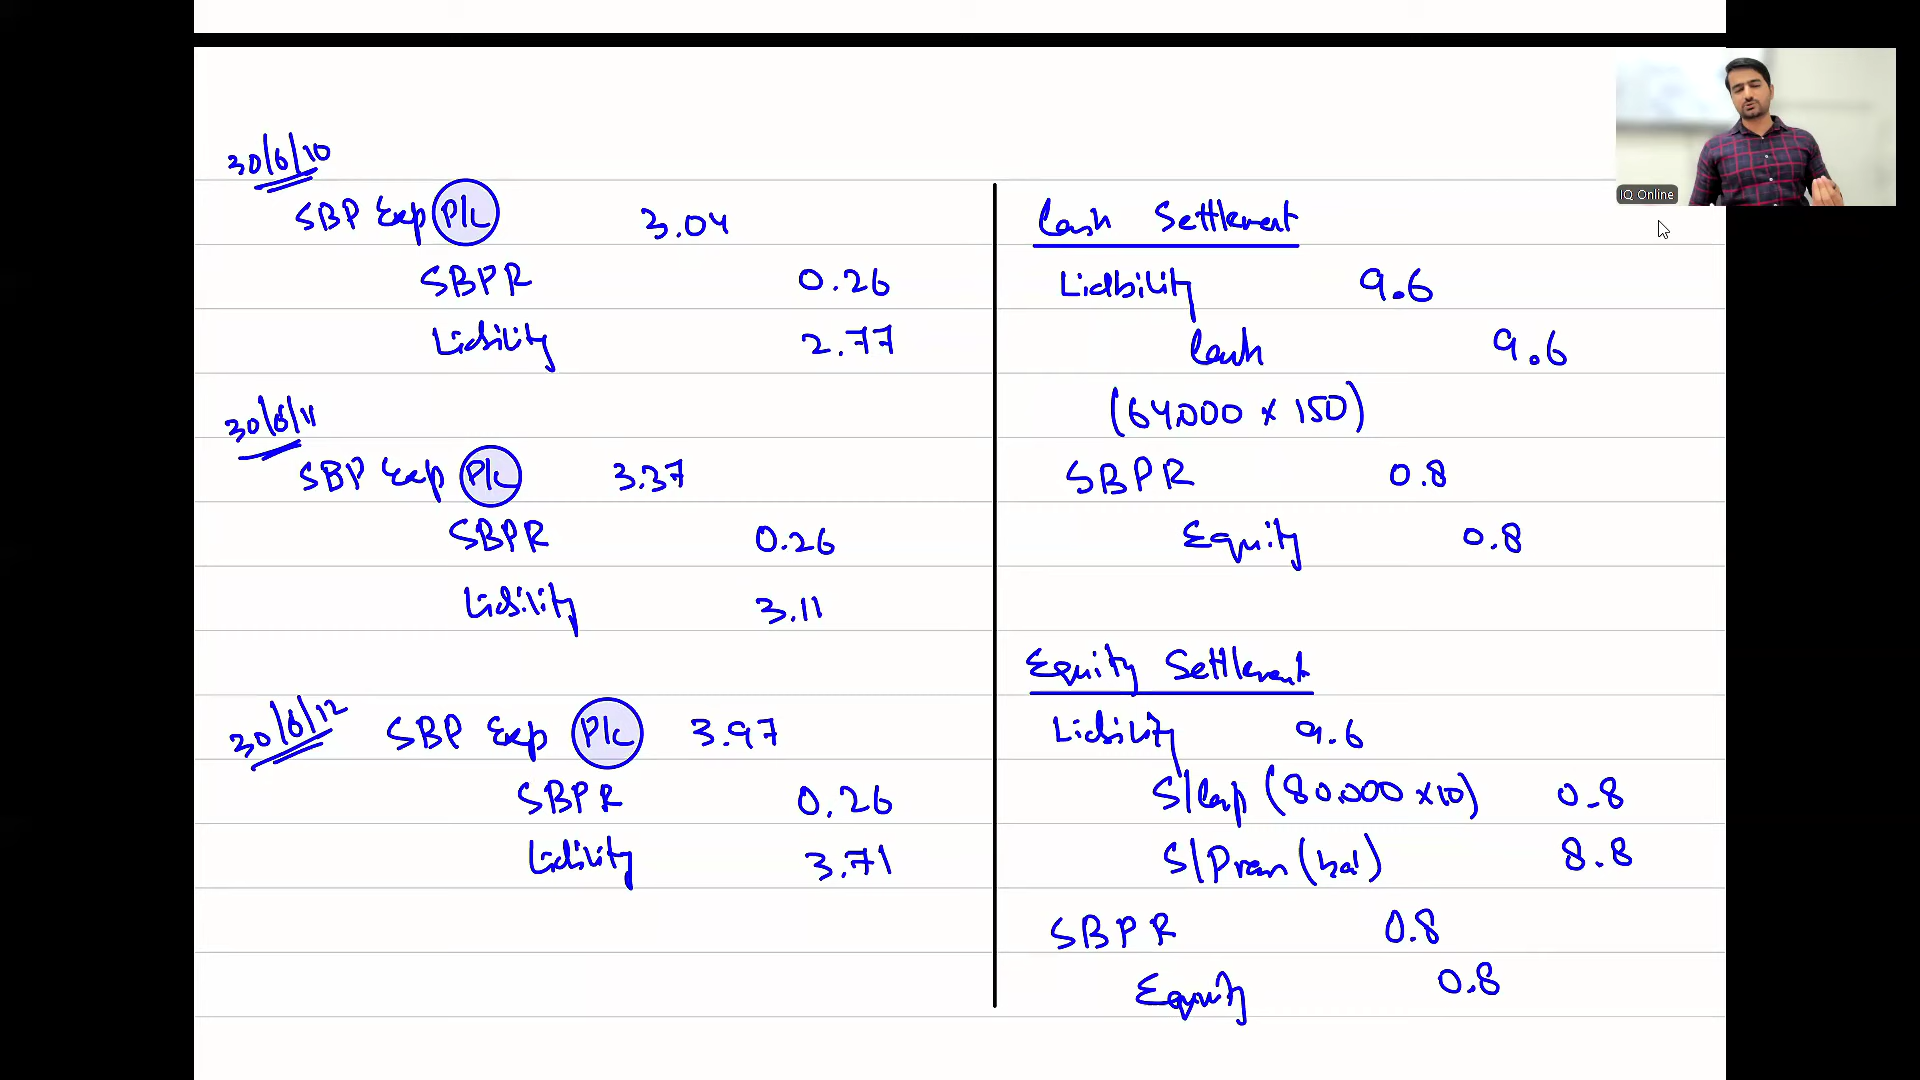 30/6/10
SBP Exp P/L 3.04
SBPR 0.26
Liability 2.77
30/6/11
SBP Exp P/L 3.37
SBPR 0.26
Liability 3.11
30/6/12 SBP Exp P/L 3.97
SBPR 0.26
Liability 3.71
Cash Settlement
Liability 9.6
Cash 9.6
(64,000 x 150)
SBPR 0.8
Equity 0.8
Equity Settlement
Liability 9.6
S/Cap (80,000 x 10) 0.8
S/Prem (bal) 8.8
SBPR 0.8
Equity 0.8
IQ Online